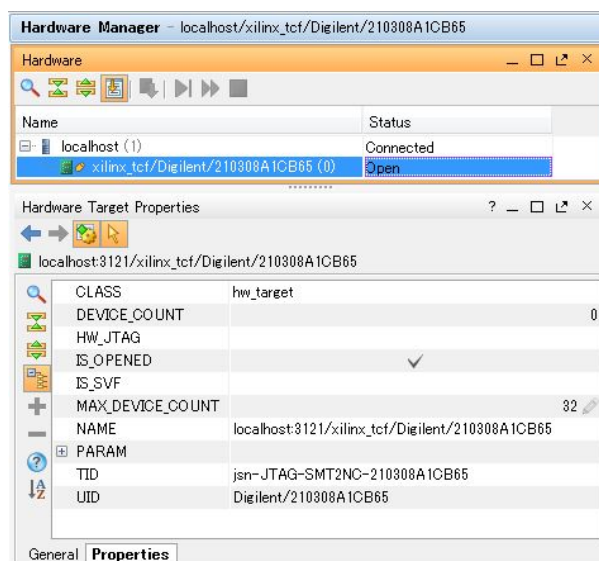 Hardware Manager - localhost/xilinx_tcf/Digilent/210308A1CB65
Hardware
Name Status
localhost (1) Connected
xilinx_tcf/Digilent/210308A1CB65 (0) Open
Hardware Target Properties
localhost:3121/xilinx_tcf/Digilent/210308A1CB65
CLASS hw_target
DEVICE_COUNT 0
HW_JTAG
IS_OPENED
IS_SVF
MAX_DEVICE_COUNT 32
NAME localhost:3121/xilinx_tcf/Digilent/210308A1CB65
PARAM
TID jsn-JTAG-SMT2NC-210308A1CB65
UID Digilent/210308A1CB65
General Properties